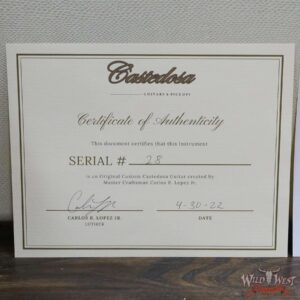 Castedosa
GUITARS & PICKUPS
Certificate of Authenticity
This document certifies that this instrument
SERIAL # 28
is an Original Custom Castedosa Guitar created by
Master Craftsman Carlos R. Lopez Jr.
4-30-22
CARLOS R. LOPEZ JR.
DATE
LUTHIER
WILD WEST